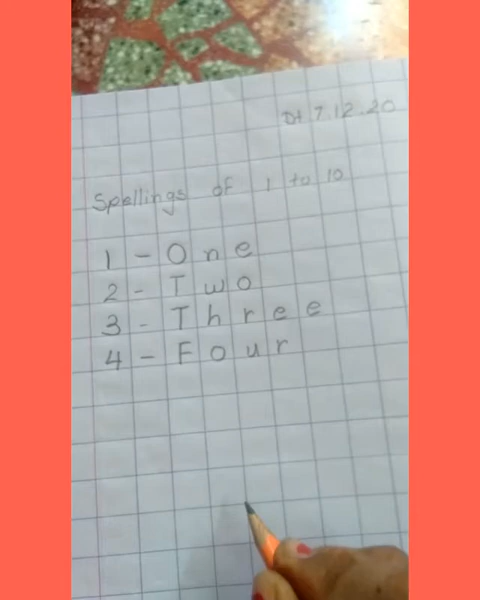 Dt 7.12.20
Spellings of 1 to 10
1 - One
2 - Two
3 - Three
4 - Four